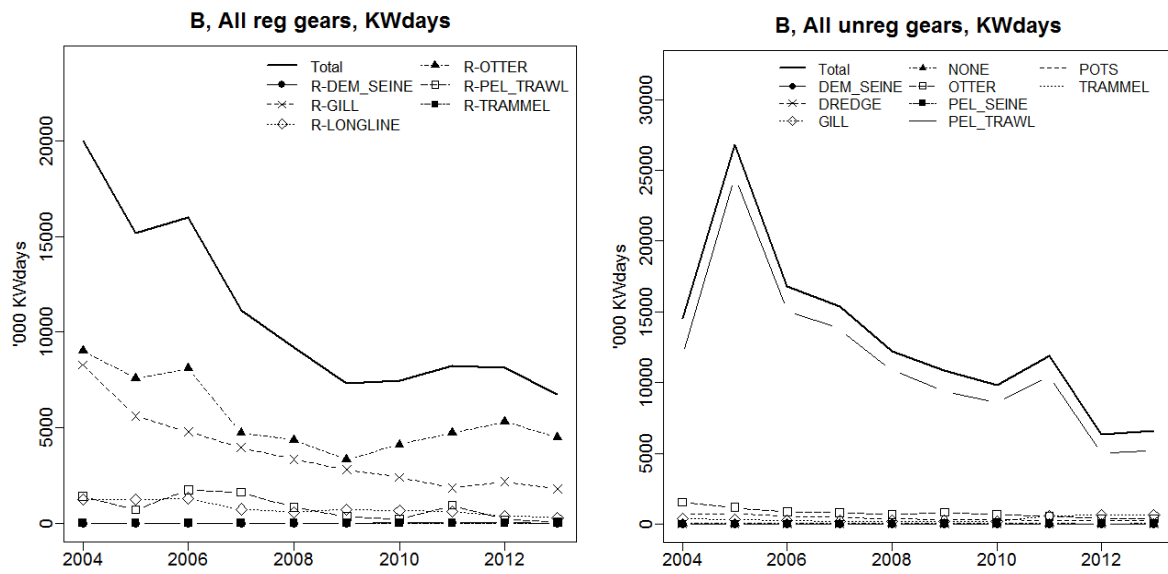 B, All reg gears, KWdays
Total
R-DEM_SEINE
R-GILL
R-LONGLINE
R-OTTER
R-PEL_TRAWL
R-TRAMMEL
'000 KWdays
20000
15000
10000
5000
0
2004 2006 2008 2010 2012
B, All unreg gears, KWdays
Total
DEM_SEINE
DREDGE
GILL
NONE
OTTER
PEL_SEINE
PEL_TRAWL
POTS
TRAMMEL
'000 KWdays
30000
25000
20000
15000
10000
5000
0
2004 2006 2008 2010 2012